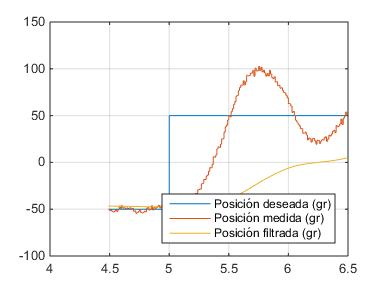 150
100
50
0
-50
-100
Posición deseada (gr)
Posición medida (gr)
Posición filtrada (gr)
4 4.5 5 5.5 6 6.5